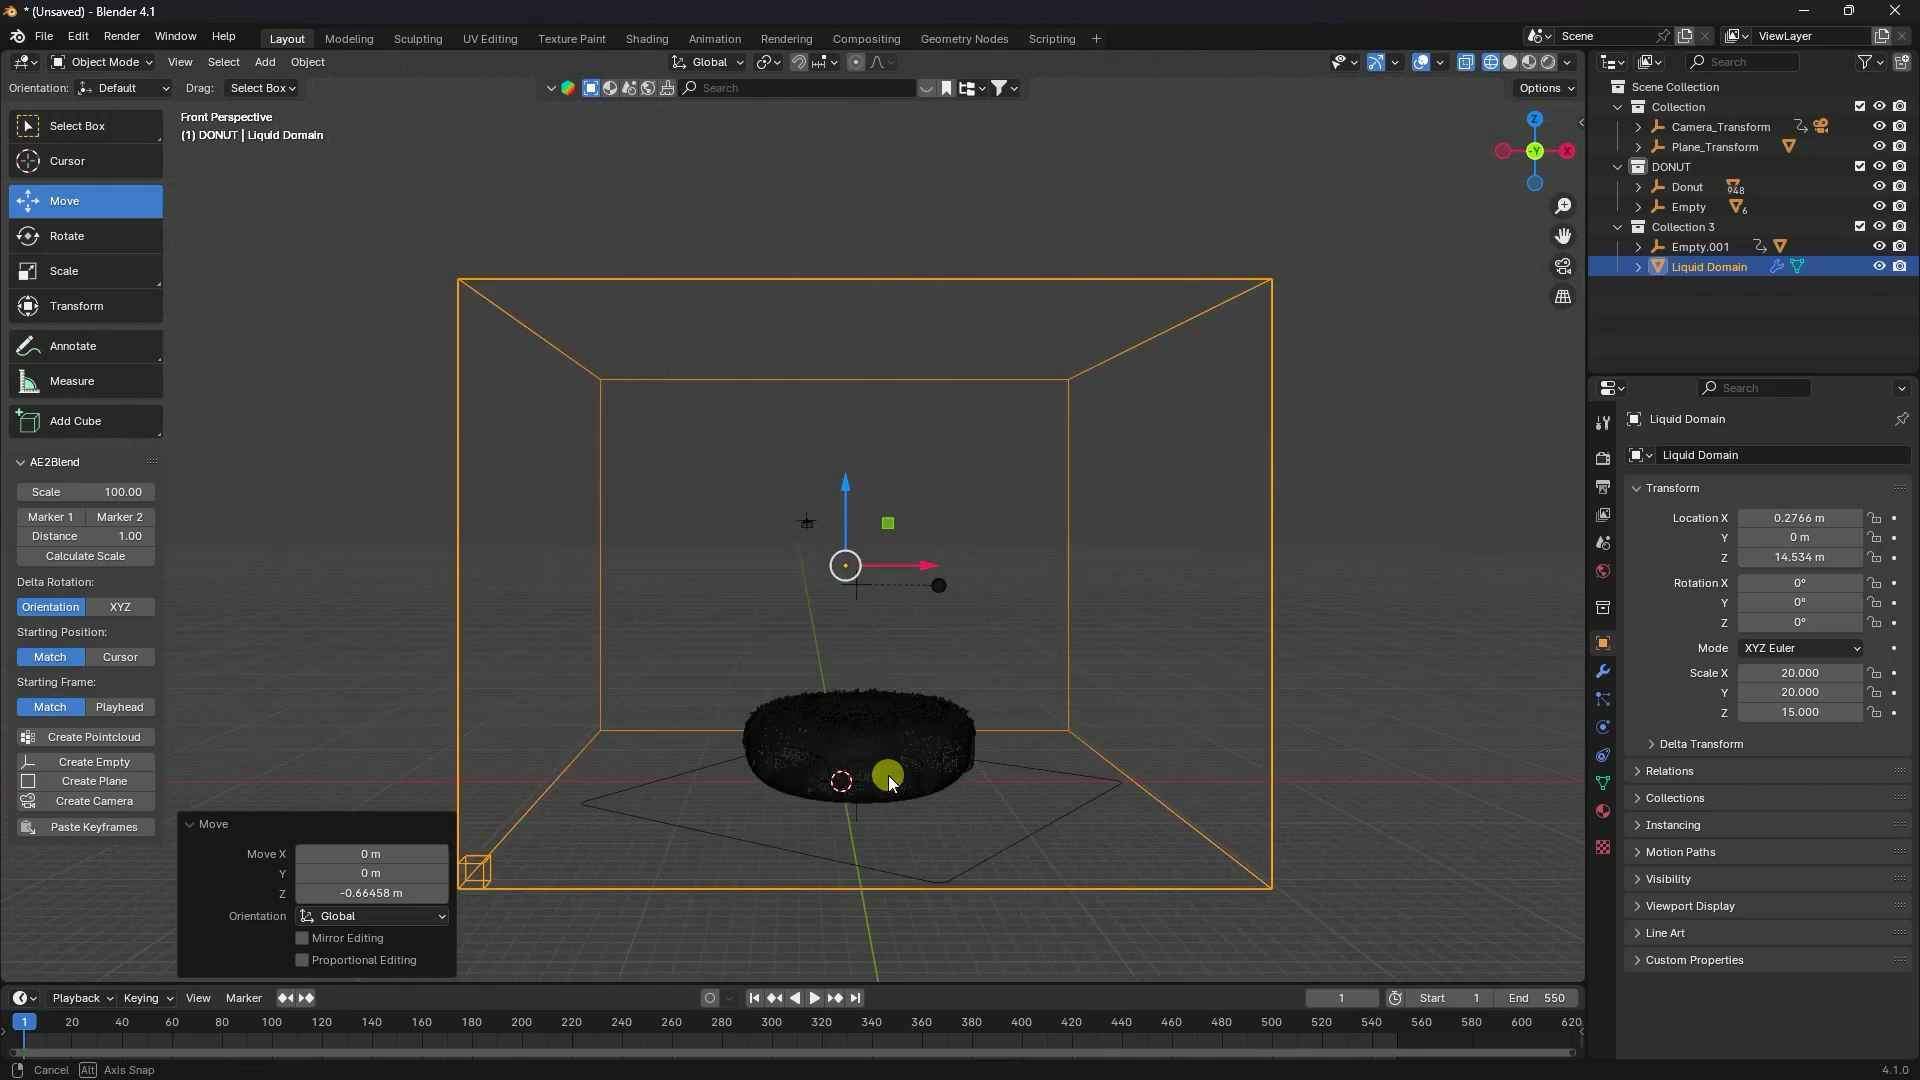 * (Unsaved) - Blender 4.1
File Edit Render Window Help
Layout Modeling Sculpting UV Editing Texture Paint Shading Animation Rendering Compositing Geometry Nodes Scripting +
Scene
ViewLayer
Object Mode View Select Add Object
Global
Search
Orientation: Default Drag: Select Box
Search
Options
Front Perspective
(1) DONUT | Liquid Domain
Z
-Y
X
Select Box
Cursor
Move
Rotate
Scale
Transform
Annotate
Measure
Add Cube
AE2Blend
Scale 100.00
Marker 1 Marker 2
Distance 1.00
Calculate Scale
Delta Rotation:
Orientation XYZ
Starting Position:
Match Cursor
Starting Frame:
Match Playhead
Create Pointcloud
Create Empty
Create Plane
Create Camera
Paste Keyframes
Move
Move X 0 m
Y 0 m
Z -0.66458 m
Orientation Global
Mirror Editing
Proportional Editing
Scene Collection
Collection
Camera_Transform
Plane_Transform
DONUT
Donut 948
Empty 6
Collection 3
Empty.001
Liquid Domain
Search
Liquid Domain
Liquid Domain
Transform
Location X 0.2766 m
Y 0 m
Z 14.534 m
Rotation X 0°
Y 0°
Z 0°
Mode XYZ Euler
Scale X 20.000
Y 20.000
Z 15.000
Delta Transform
Relations
Collections
Instancing
Motion Paths
Visibility
Viewport Display
Line Art
Custom Properties
Playback Keying View Marker
1
Start 1 End 550
1 20 40 60 80 100 120 140 160 180 200 220 240 260 280 300 320 340 360 380 400 420 440 460 480 500 520 540 560 580 600 620
Cancel Alt Axis Snap
4.1.0